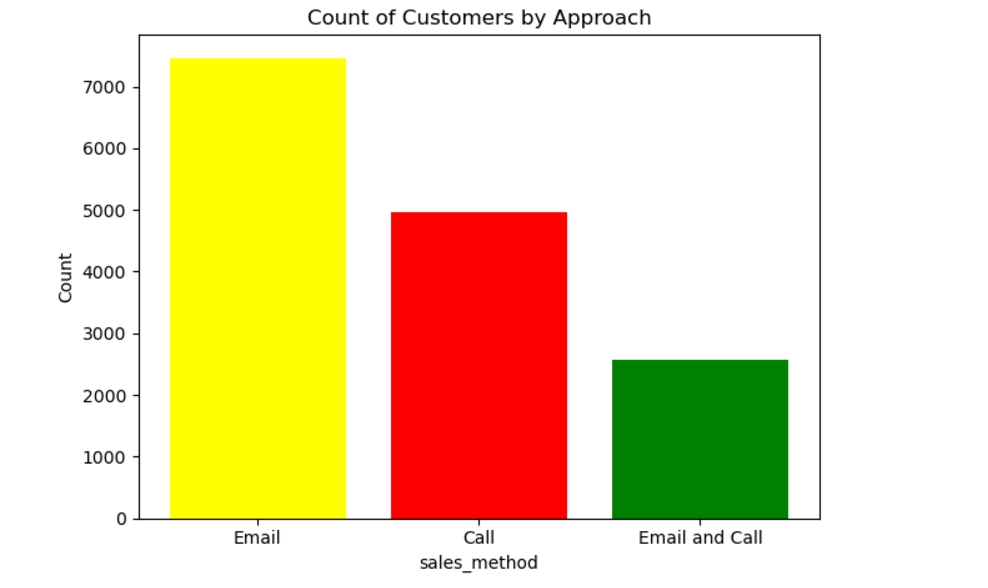 Count of Customers by Approach
Count
7000
6000
5000
4000
3000
2000
1000
0
Email Call Email and Call
sales_method